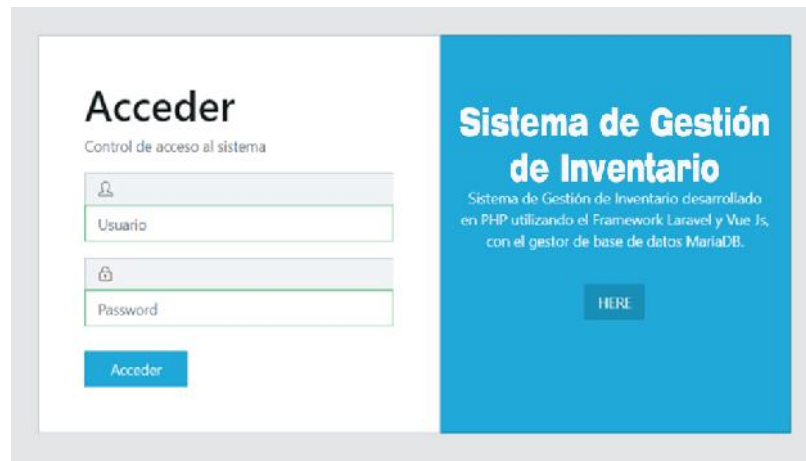 Acceder
Control de acceso al sistema
Usuario
Password
Acceder
Sistema de Gestión
de Inventario
Sistema de Gestión de Inventario desarrollado
en PHP utilizando el Framework Laravel y Vue Js,
con el gestor de base de datos MariaDB.
HERE